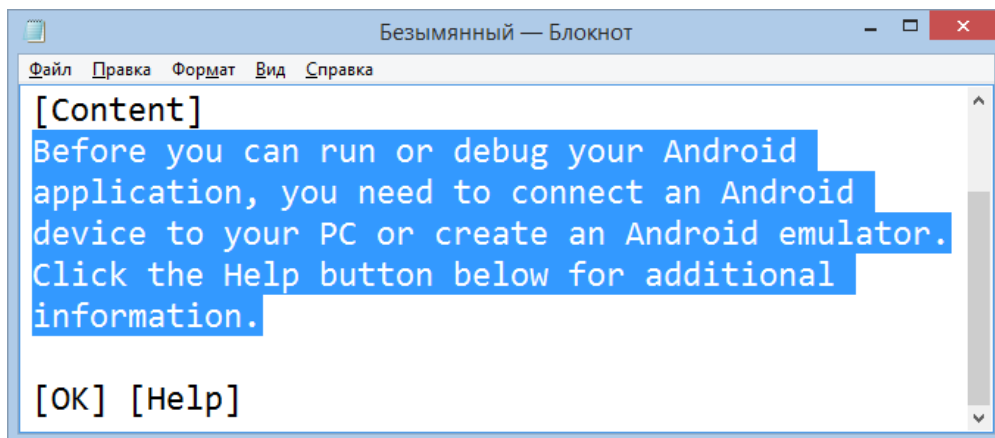 Безымянный — Блокнот
Файл Правка Формат Вид Справка
[Content]
Before you can run or debug your Android
application, you need to connect an Android
device to your PC or create an Android emulator.
Click the Help button below for additional
information.
[OK] [Help]